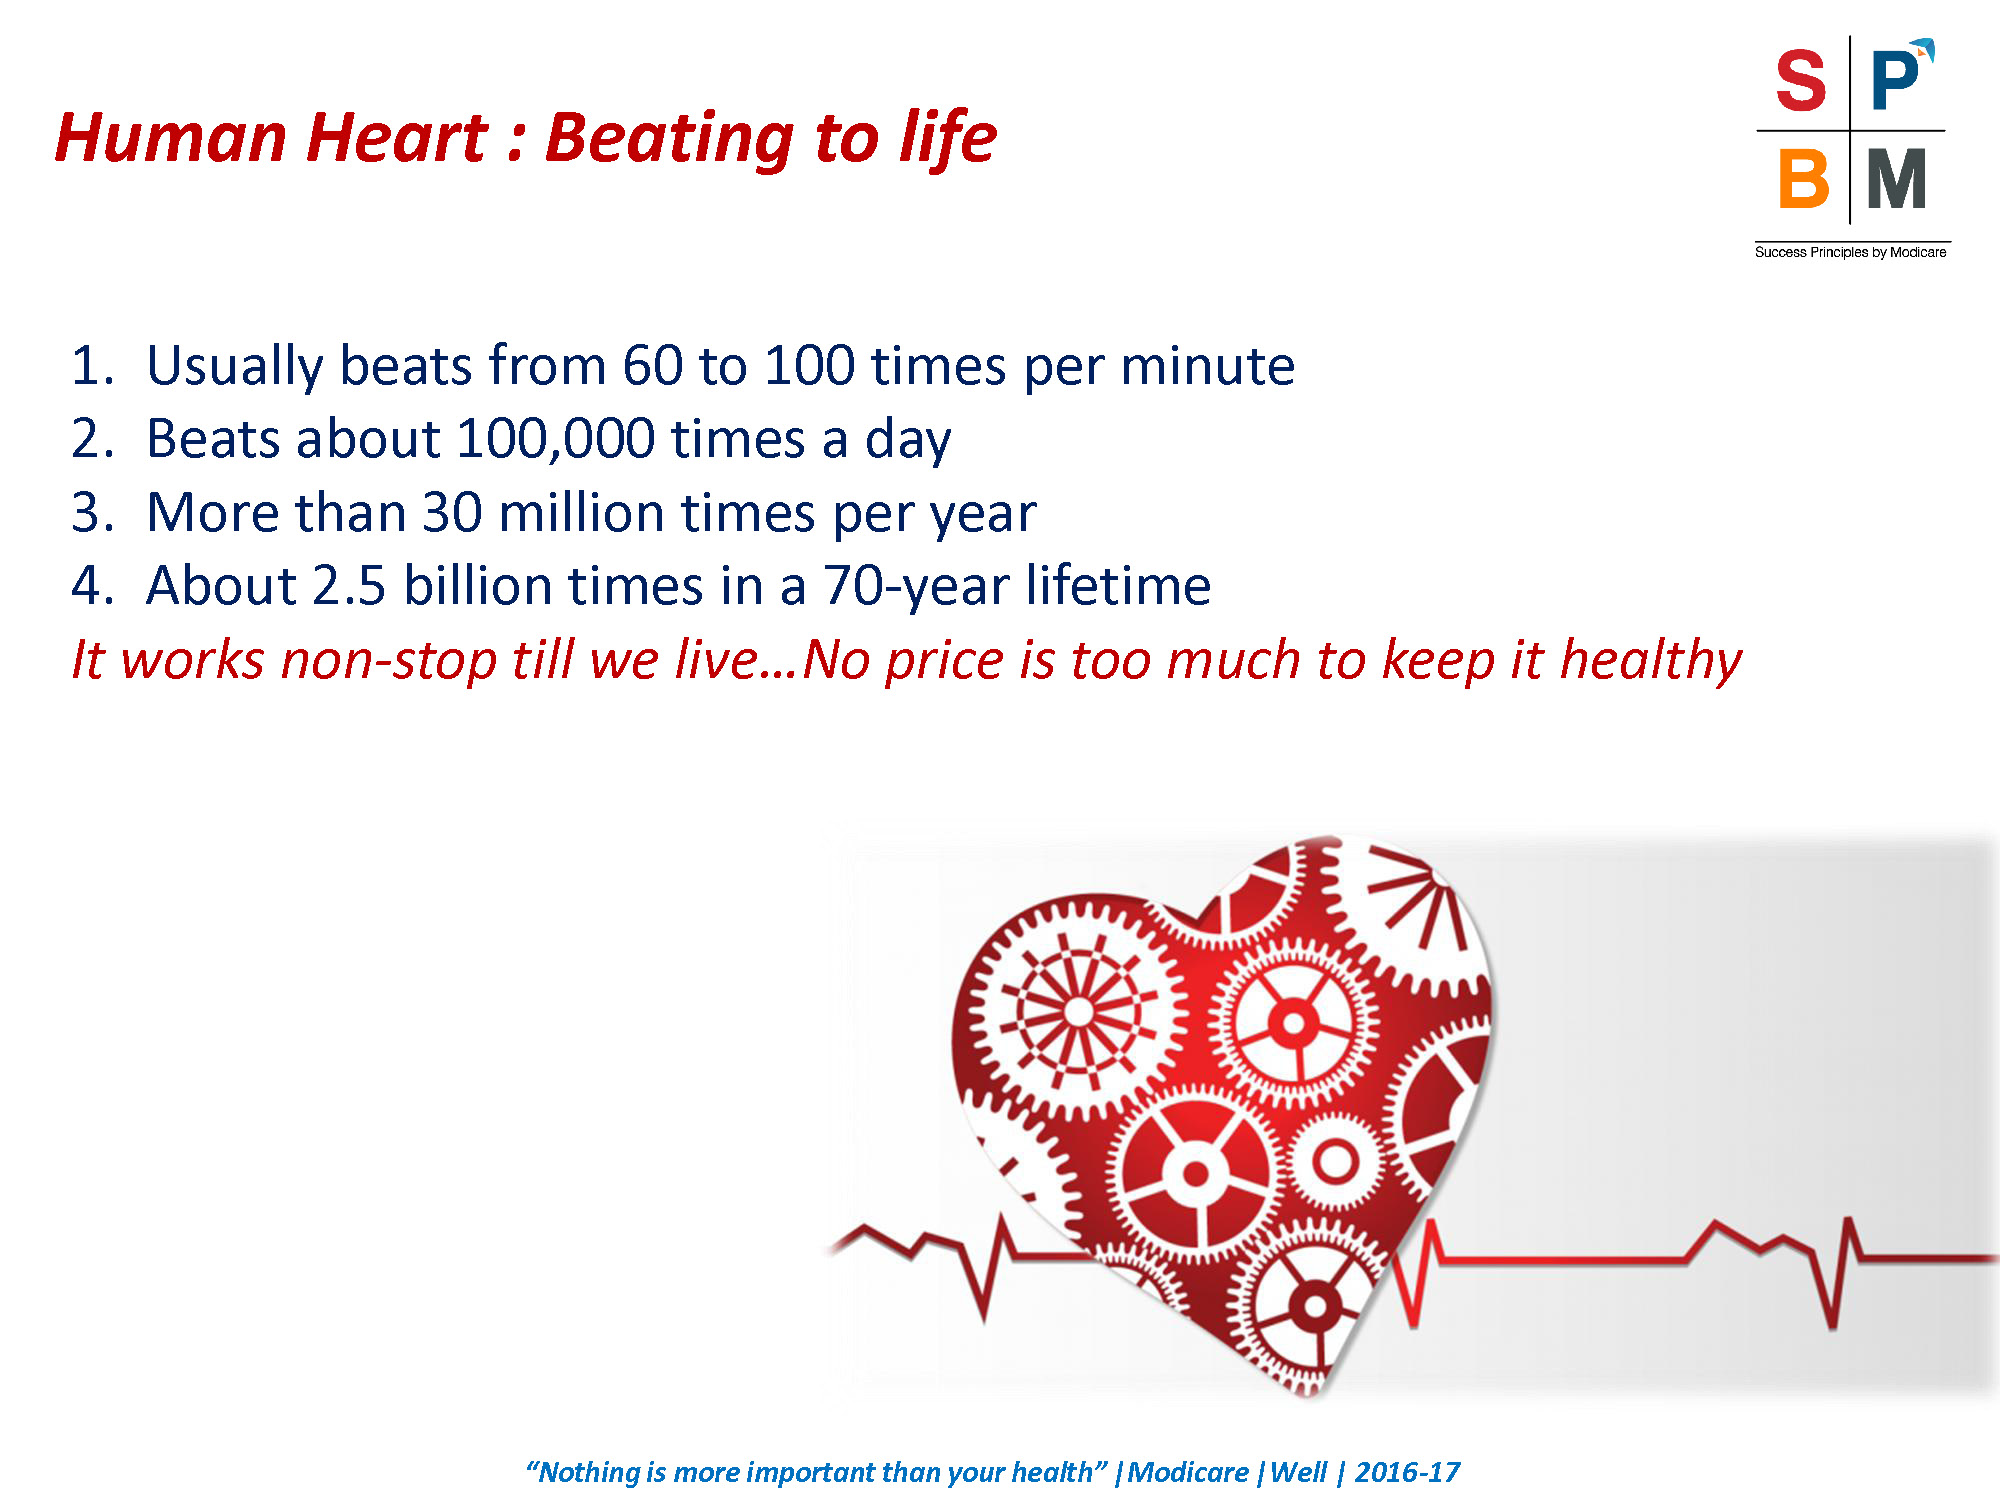 Human Heart : Beating to life
S P
B M
Success Principles by Modicare
1. Usually beats from 60 to 100 times per minute
2. Beats about 100,000 times a day
3. More than 30 million times per year
4. About 2.5 billion times in a 70-year lifetime
It works non-stop till we live…No price is too much to keep it healthy
“Nothing is more important than your health” |Modicare |Well | 2016-17